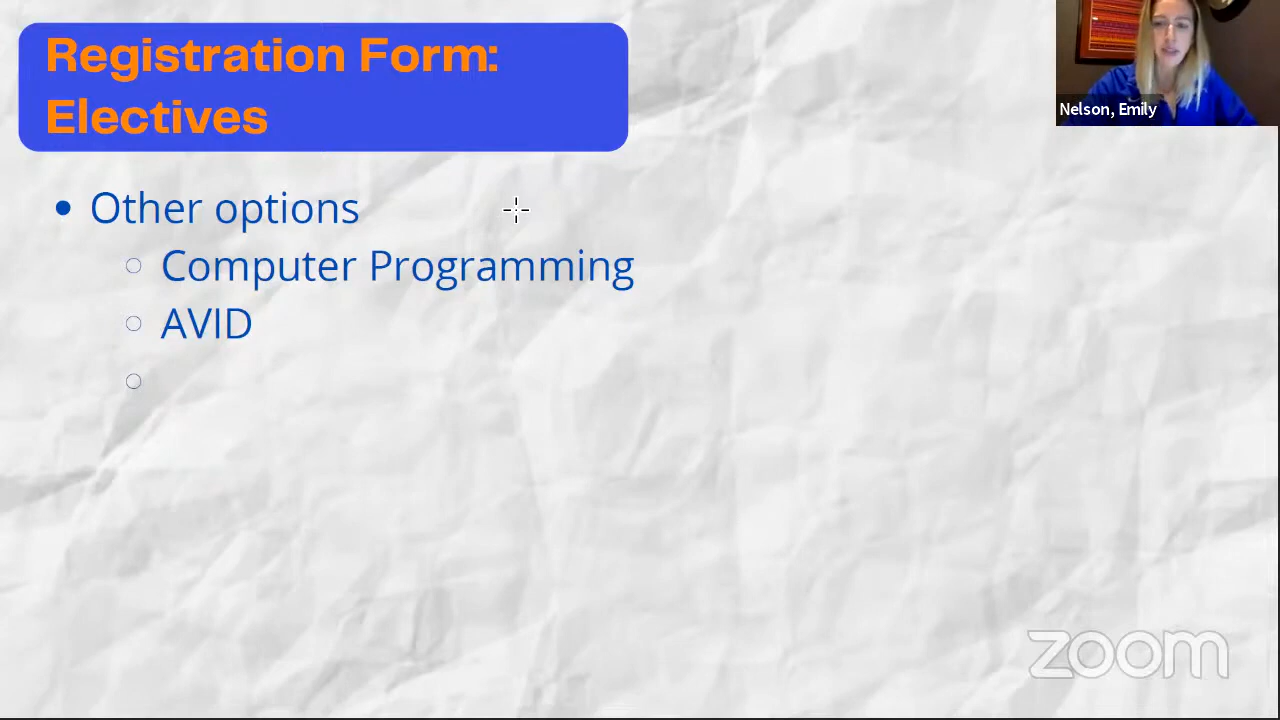 Registration Form:
Electives
Nelson, Emily
Other options
Computer Programming
AVID
zoom